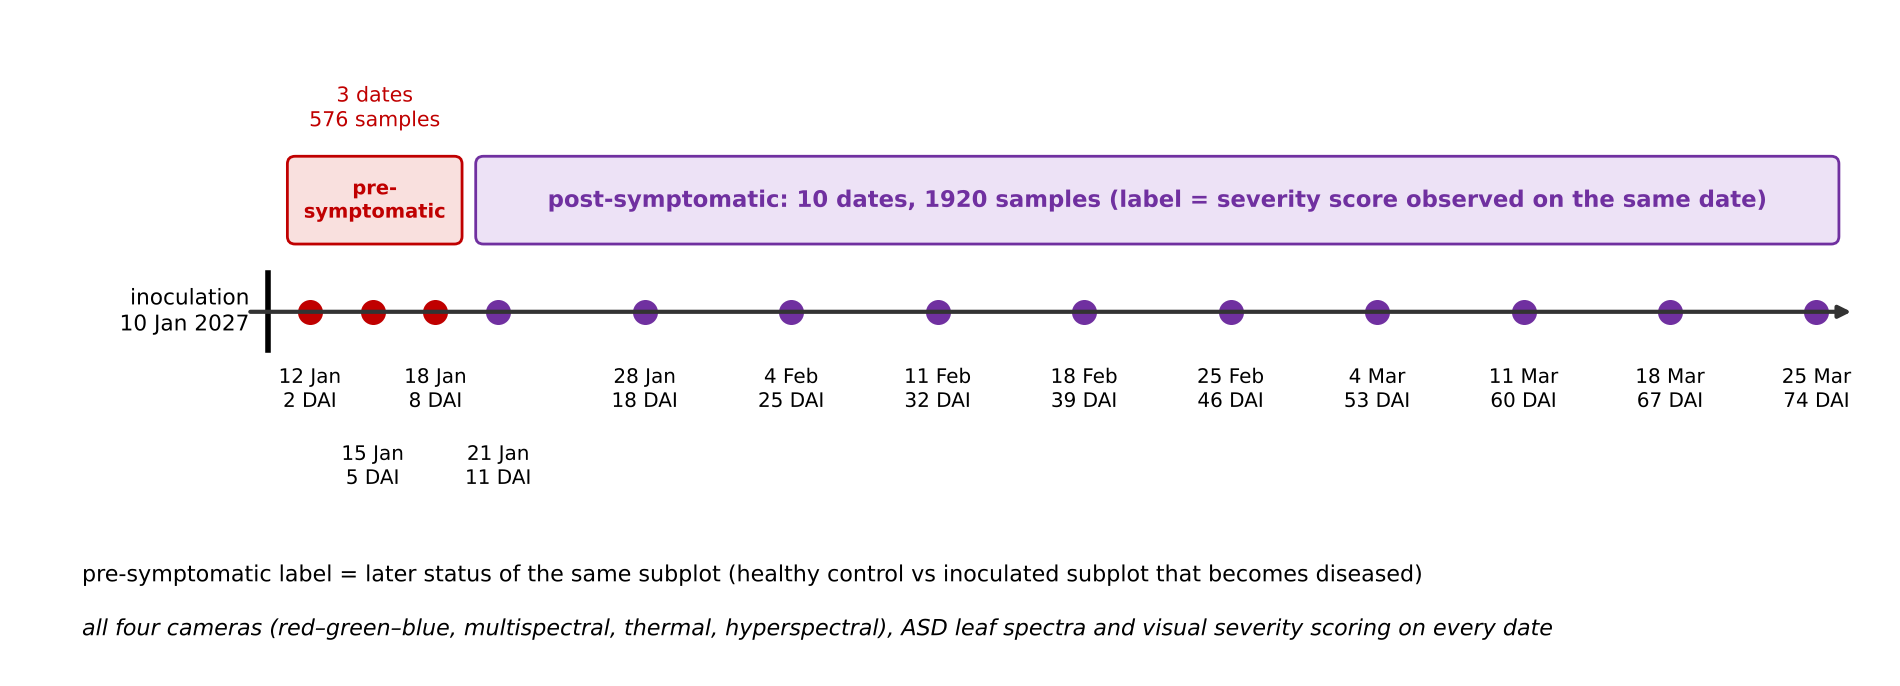 3 dates
576 samples
pre-
symptomatic
post-symptomatic: 10 dates, 1920 samples (label = severity score observed on the same date)
inoculation
10 Jan 2027
12 Jan
2 DAI
18 Jan
8 DAI
28 Jan
18 DAI
4 Feb
25 DAI
11 Feb
32 DAI
18 Feb
39 DAI
25 Feb
46 DAI
4 Mar
53 DAI
11 Mar
60 DAI
18 Mar
67 DAI
25 Mar
74 DAI
15 Jan
5 DAI
21 Jan
11 DAI
pre-symptomatic label = later status of the same subplot (healthy control vs inoculated subplot that becomes diseased)
all four cameras (red–green–blue, multispectral, thermal, hyperspectral), ASD leaf spectra and visual severity scoring on every date